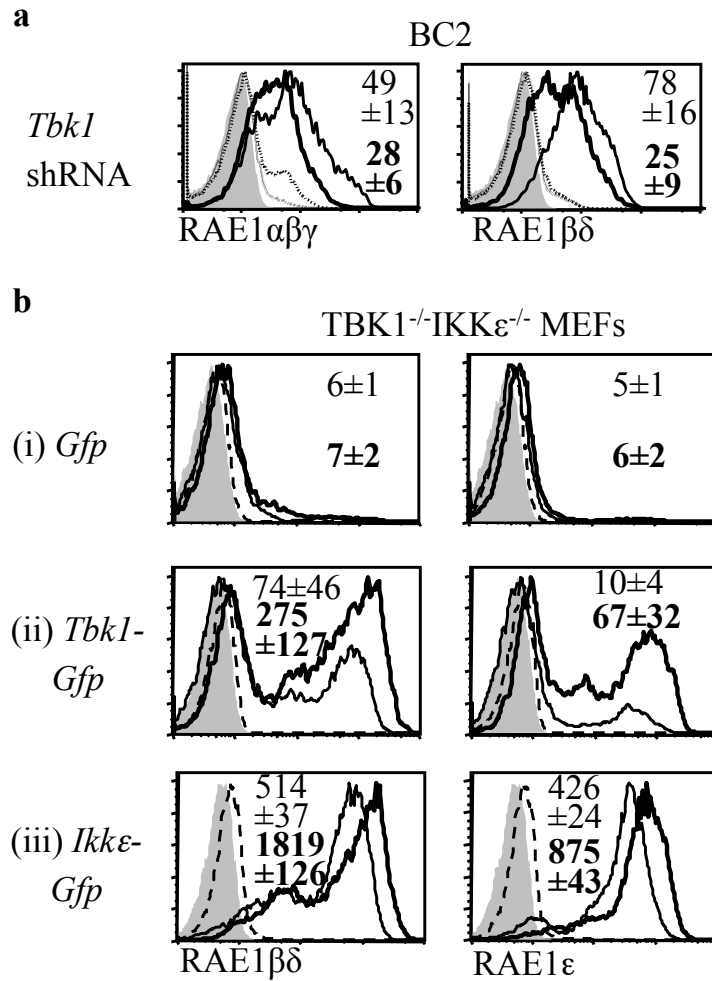 a
BC2
Tbk1
shRNA
49
±13
28
±6
78
±16
25
±9
RAE1αβγ
RAE1βδ
b
TBK1-/-IKKε-/- MEFs
(i) Gfp
6±1
7±2
5±1
6±2
(ii) Tbk1-
Gfp
74±46
275
±127
10±4
67±32
(iii) Ikkε-
Gfp
514
±37
1819
±126
426
±24
875
±43
RAE1βδ
RAE1ε